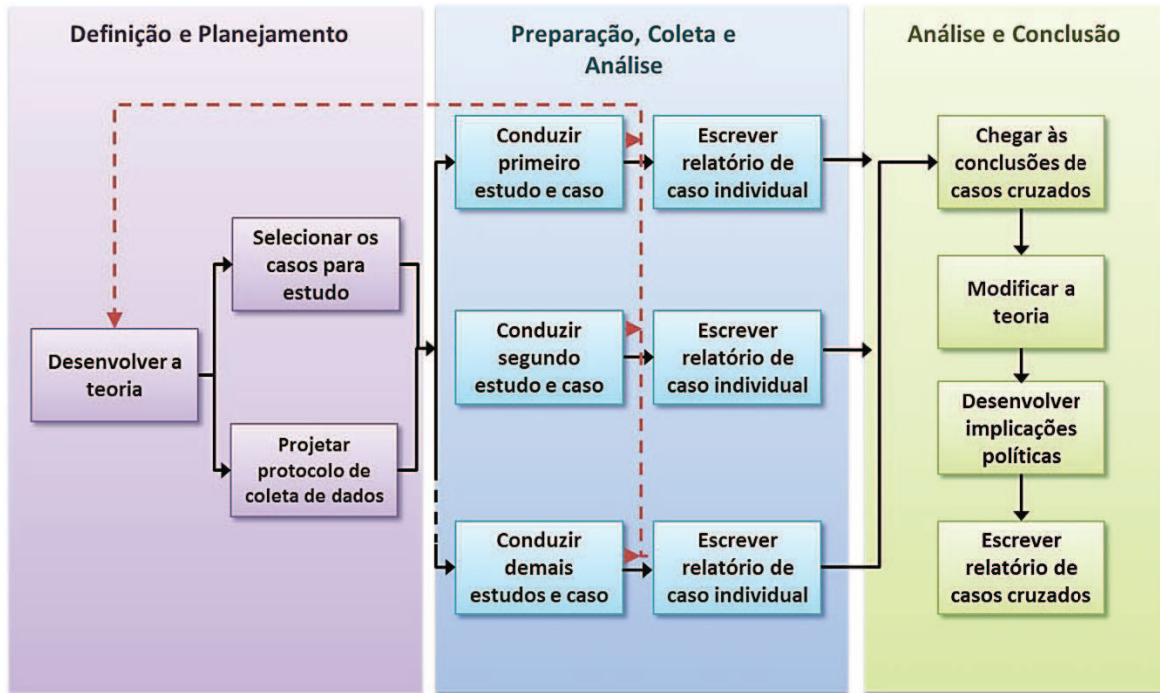 Definição e Planejamento
Preparação, Coleta e
Análise
Análise e Conclusão
Desenvolver a
teoria
Selecionar os
casos para
estudo
Projetar
protocolo de
coleta de dados
Conduzir
primeiro
estudo e caso
Escrever
relatório de
caso individual
Conduzir
segundo
estudo e caso
Escrever
relatório de
caso individual
Conduzir
demais
estudos e caso
Escrever
relatório de
caso individual
Chegar às
conclusões de
casos cruzados
Modificar a
teoria
Desenvolver
implicações
políticas
Escrever
relatório de
casos cruzados